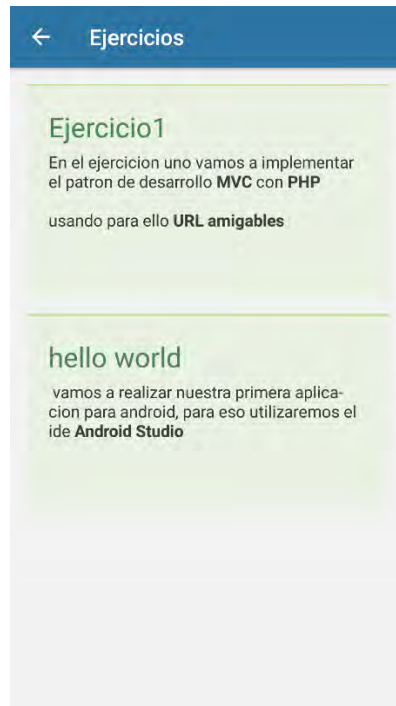 Ejercicios
Ejercicio1
En el ejercicion uno vamos a implementar
el patron de desarrollo MVC con PHP
usando para ello URL amigables
hello world
vamos a realizar nuestra primera aplica-
cion para android, para eso utilizaremos el
ide Android Studio